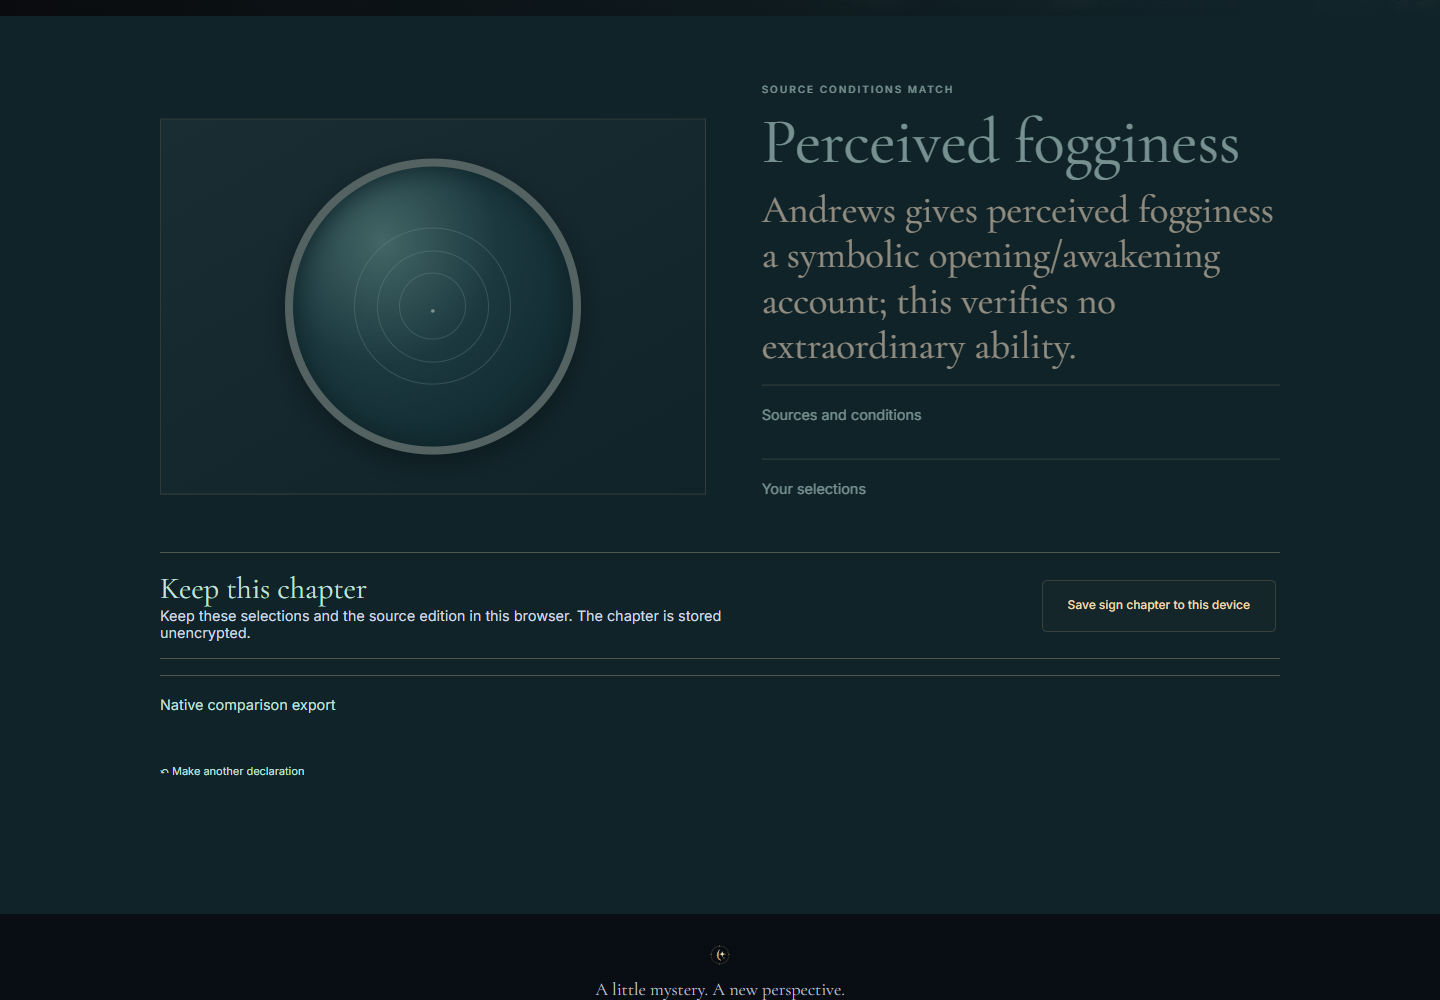 SOURCE CONDITIONS MATCH
Perceived fogginess
Andrews gives perceived fogginess
a symbolic opening/awakening
account; this verifies no
extraordinary ability.
Sources and conditions
Your selections
Keep this chapter
Keep these selections and the source edition in this browser. The chapter is stored
unencrypted.
Save sign chapter to this device
Native comparison export
↶ Make another declaration
A little mystery. A new perspective.